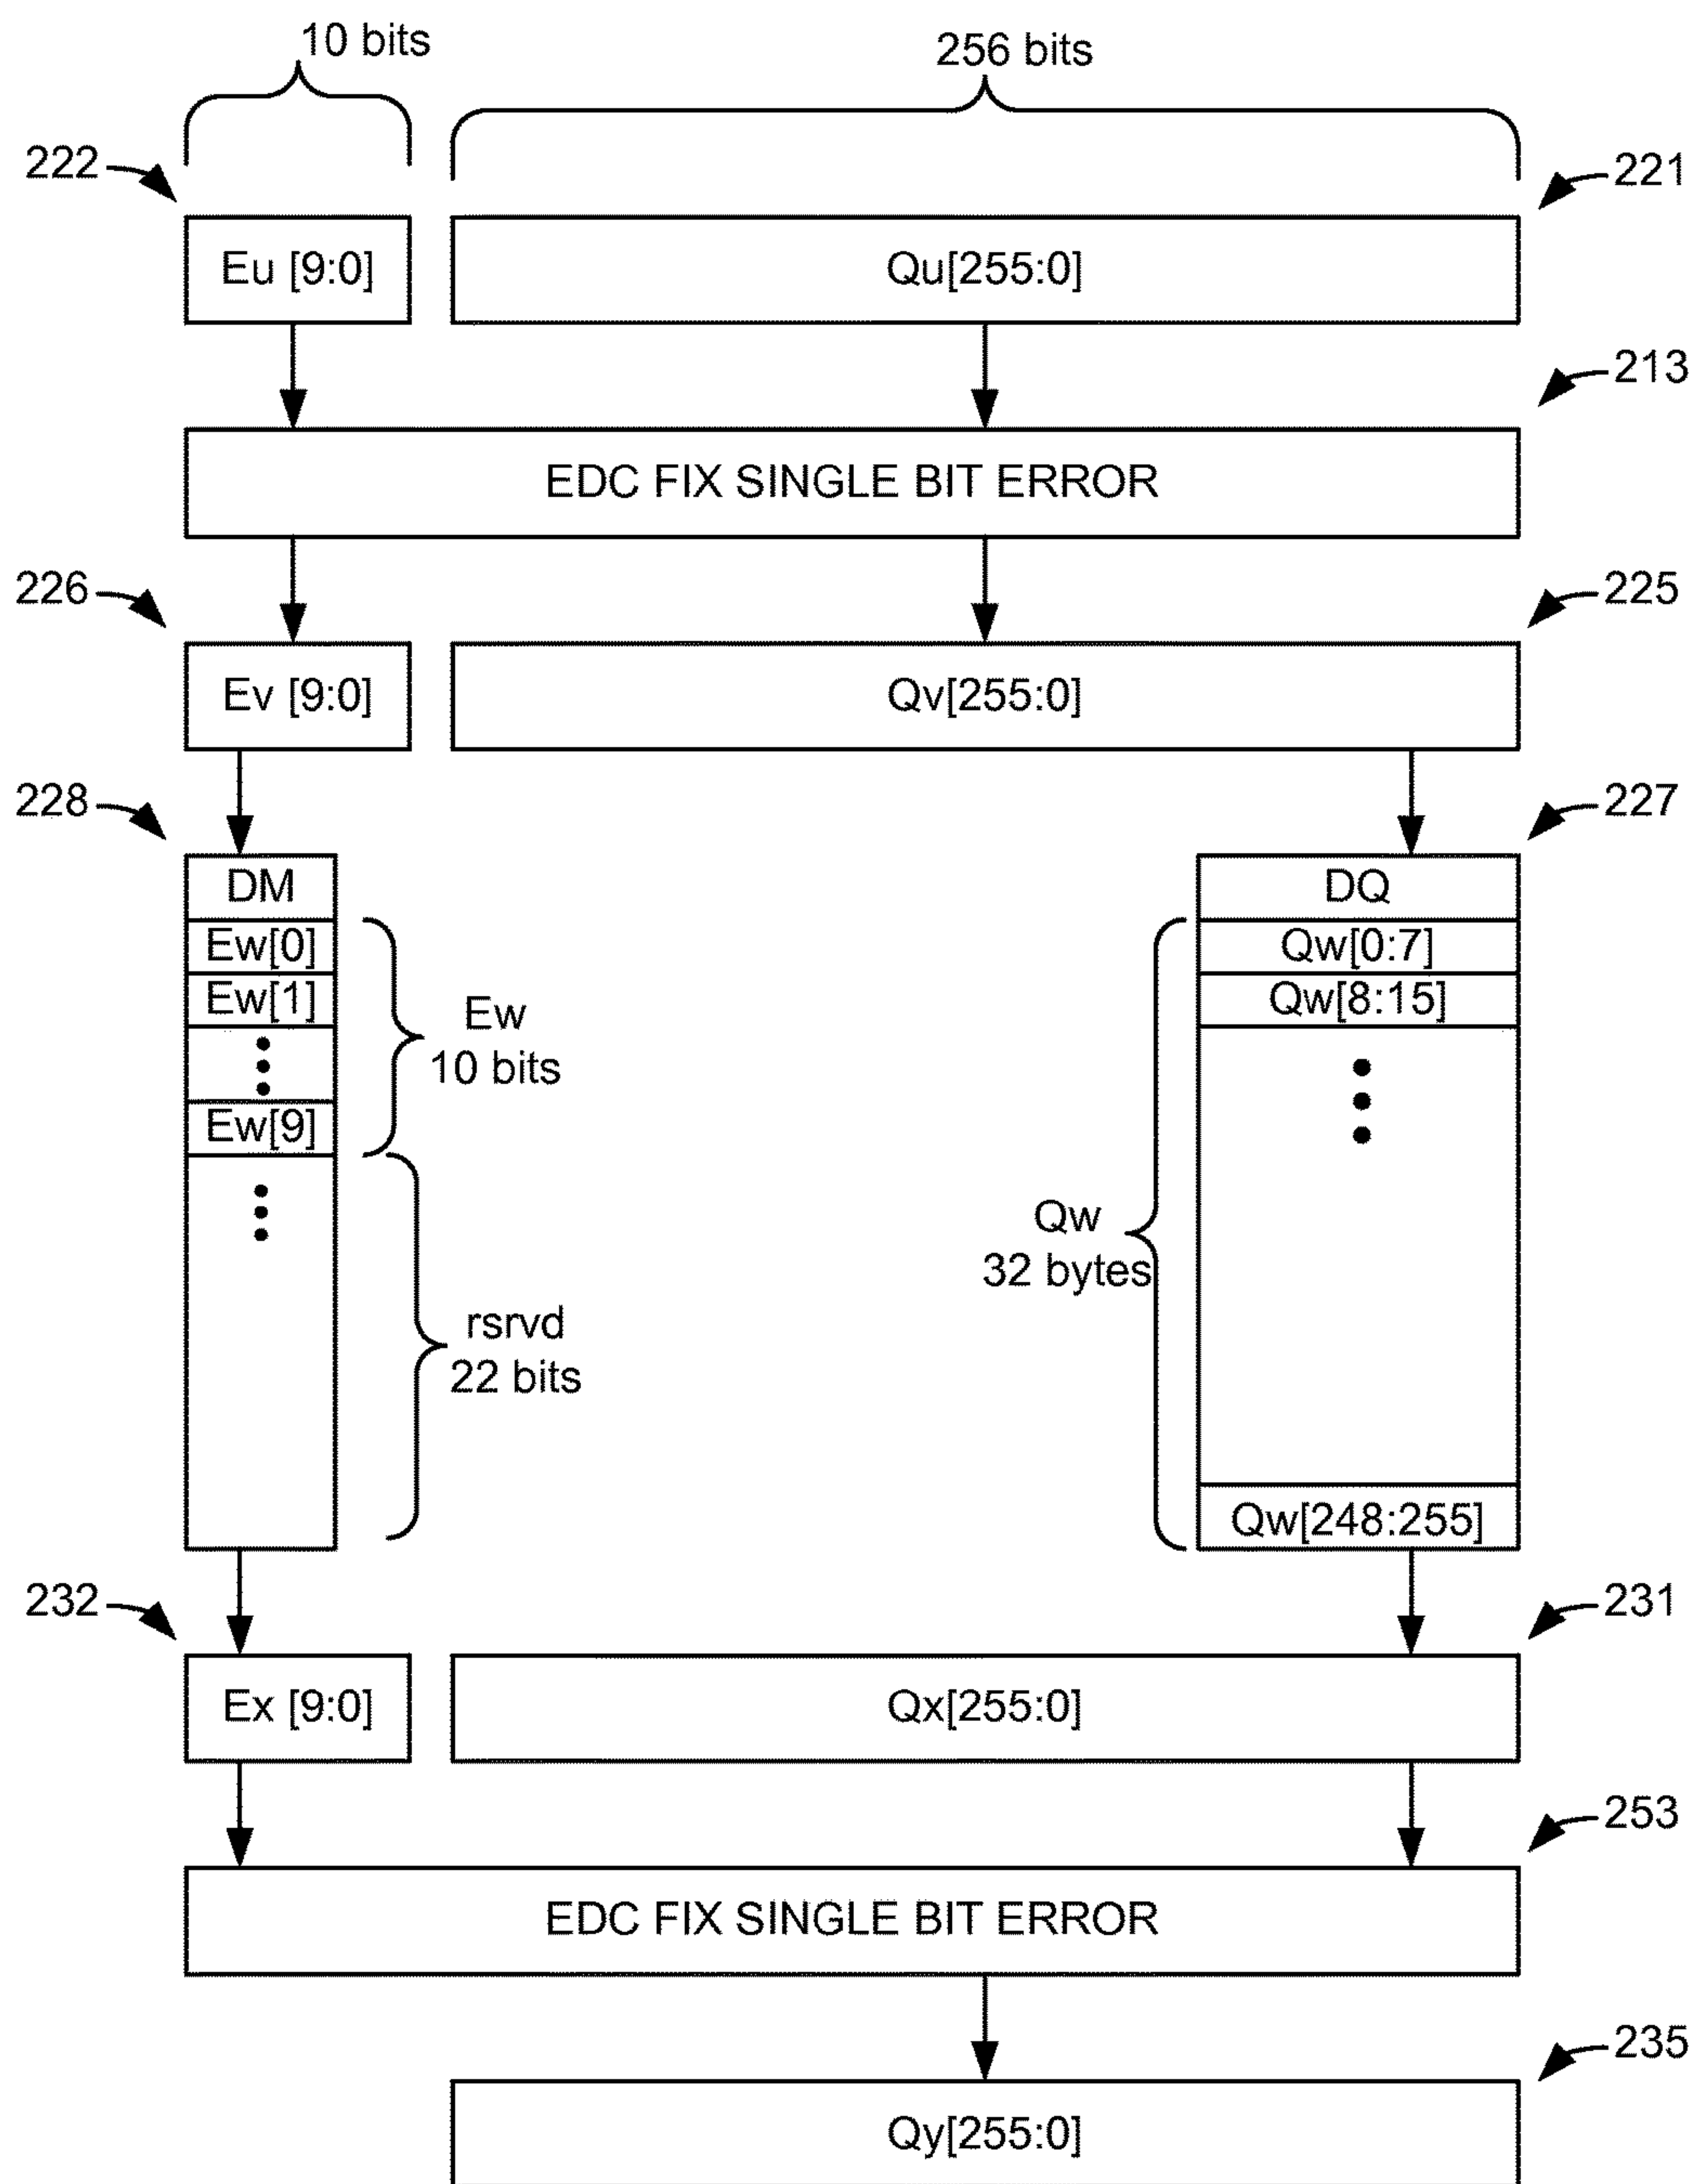 10 bits
256 bits
222
221
Eu [9:0]
Qu[255:0]
213
EDC FIX SINGLE BIT ERROR
226
225
Ev [9:0]
Qv[255:0]
228
227
DM
DQ
Ew[0]
Qw[0:7]
Ew[1]
Qw[8:15]
Ew
10 bits
Ew[9]
Qw
32 bytes
rsrvd
22 bits
Qw[248:255]
232
231
Ex [9:0]
Qx[255:0]
253
EDC FIX SINGLE BIT ERROR
235
Qy[255:0]